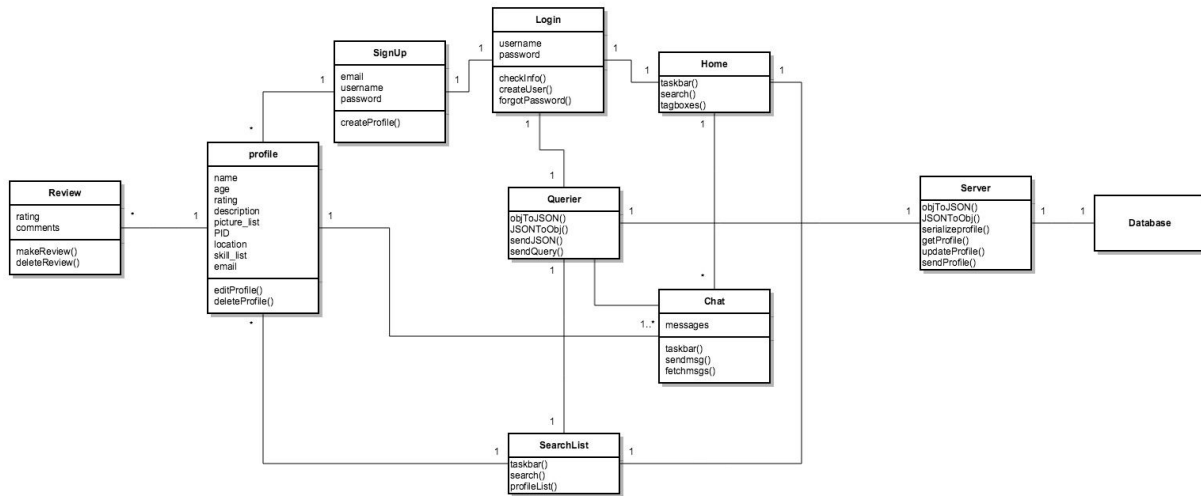 Login
username
password
checkInfo()
createUser()
forgotPassword()
1
1
1
SignUp
email
username
password
createProfile()
1
1
Home
taskbar()
search()
tagboxes()
1
1
1
*
profile
name
age
rating
description
picture_list
PID
location
skill_list
email
editProfile()
deleteProfile()
1
1
*
Review
rating
comments
makeReview()
deleteReview()
*
Querier
objToJSON()
JSONToObj()
sendJSON()
sendQuery()
1
1
1
Server
objToJSON()
JSONToObj()
serializeprofile()
getProfile()
updateProfile()
sendProfile()
1
1
Database
1
Chat
messages
taskbar()
sendmsg()
fetchmsgs()
*
1..*
SearchList
taskbar()
search()
profileList()
1
1
1